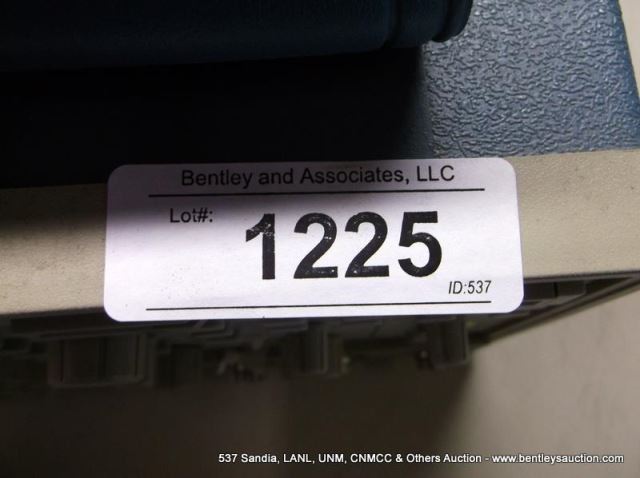 Bentley and Associates, LLC
Lot#:
1225
ID:537
537 Sandia, LANL, UNM, CNMCC & Others Auction - www.bentleysauction.com